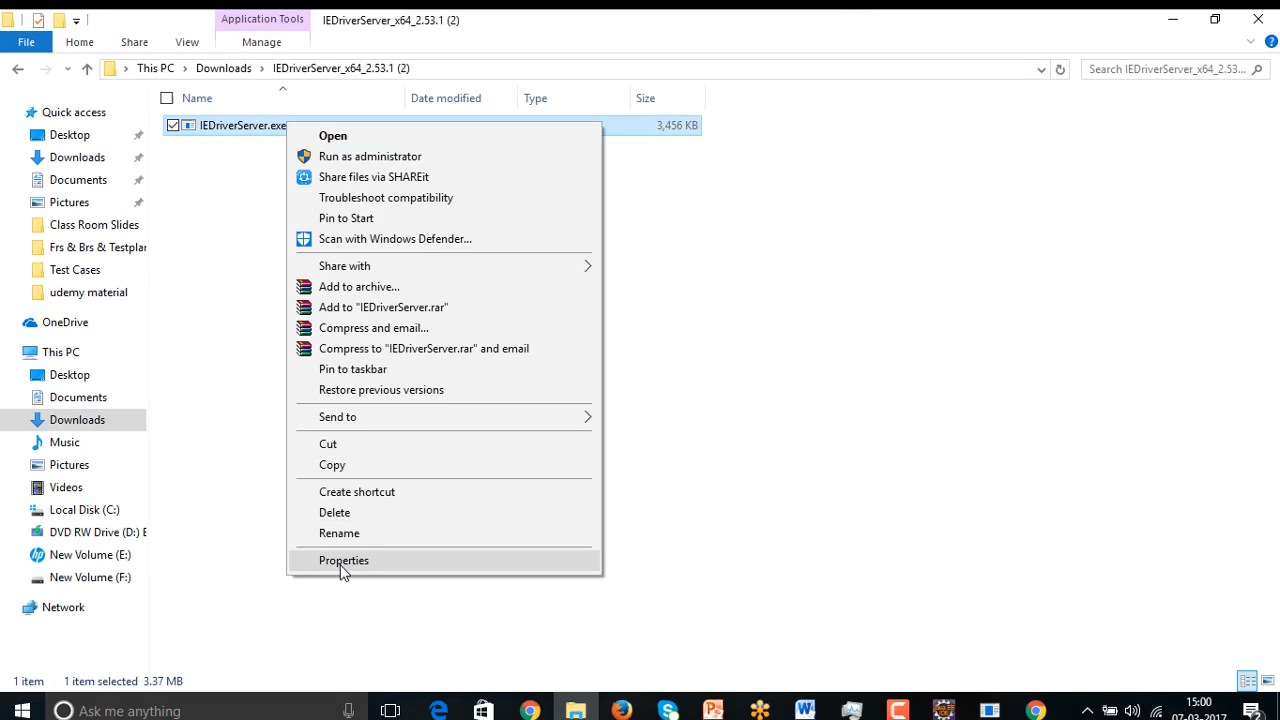 Application Tools
IEDriverServer_x64_2.53.1 (2)
File
Home
Share
View
Manage
This PC
Downloads
IEDriverServer_x64_2.53.1 (2)
Search IEDriverServer_x64_2.53...
Name
Date modified
Type
Size
Quick access
Desktop
Downloads
Documents
Pictures
Class Room Slides
Frs & Brs & Testplan
Test Cases
udemy material
OneDrive
This PC
Desktop
Documents
Downloads
Music
Pictures
Videos
Local Disk (C:)
DVD RW Drive (D:) E
New Volume (E:)
New Volume (F:)
Network
IEDriverServer.exe
3,456 KB
Open
Run as administrator
Share files via SHAREit
Troubleshoot compatibility
Pin to Start
Scan with Windows Defender...
Share with
Add to archive...
Add to "IEDriverServer.rar"
Compress and email...
Compress to "IEDriverServer.rar" and email
Pin to taskbar
Restore previous versions
Send to
Cut
Copy
Create shortcut
Delete
Rename
Properties
1 item
1 item selected 3.37 MB
Ask me anything
15:00
07-03-2017